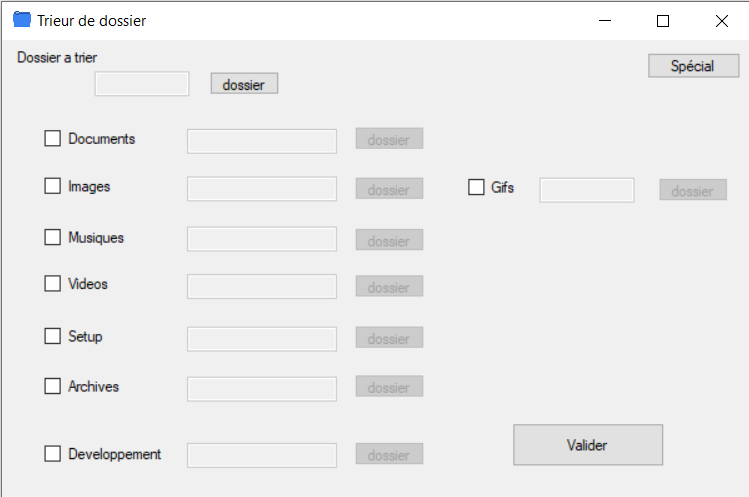 Trieur de dossier
Dossier a trier
dossier
Spécial
Documents
dossier
Images
dossier
Gifs
dossier
Musiques
dossier
Videos
dossier
Setup
dossier
Archives
dossier
Developpement
dossier
Valider